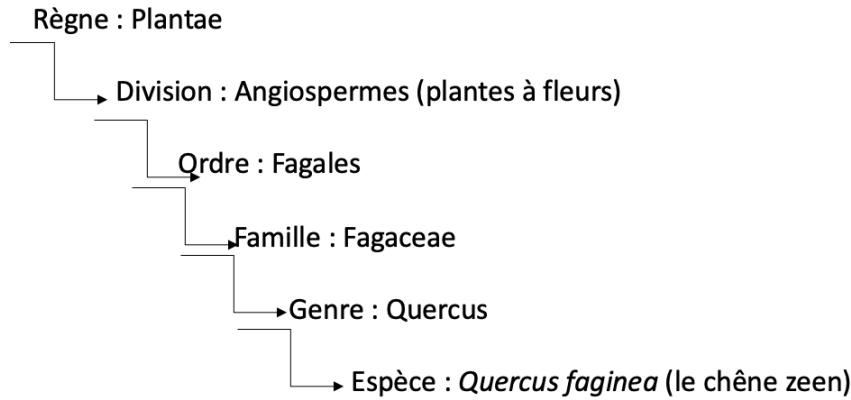 Règne : Plantae
Division : Angiospermes (plantes à fleurs)
Ordre : Fagales
Famille : Fagaceae
Genre : Quercus
Espèce : Quercus faginea (le chêne zeen)